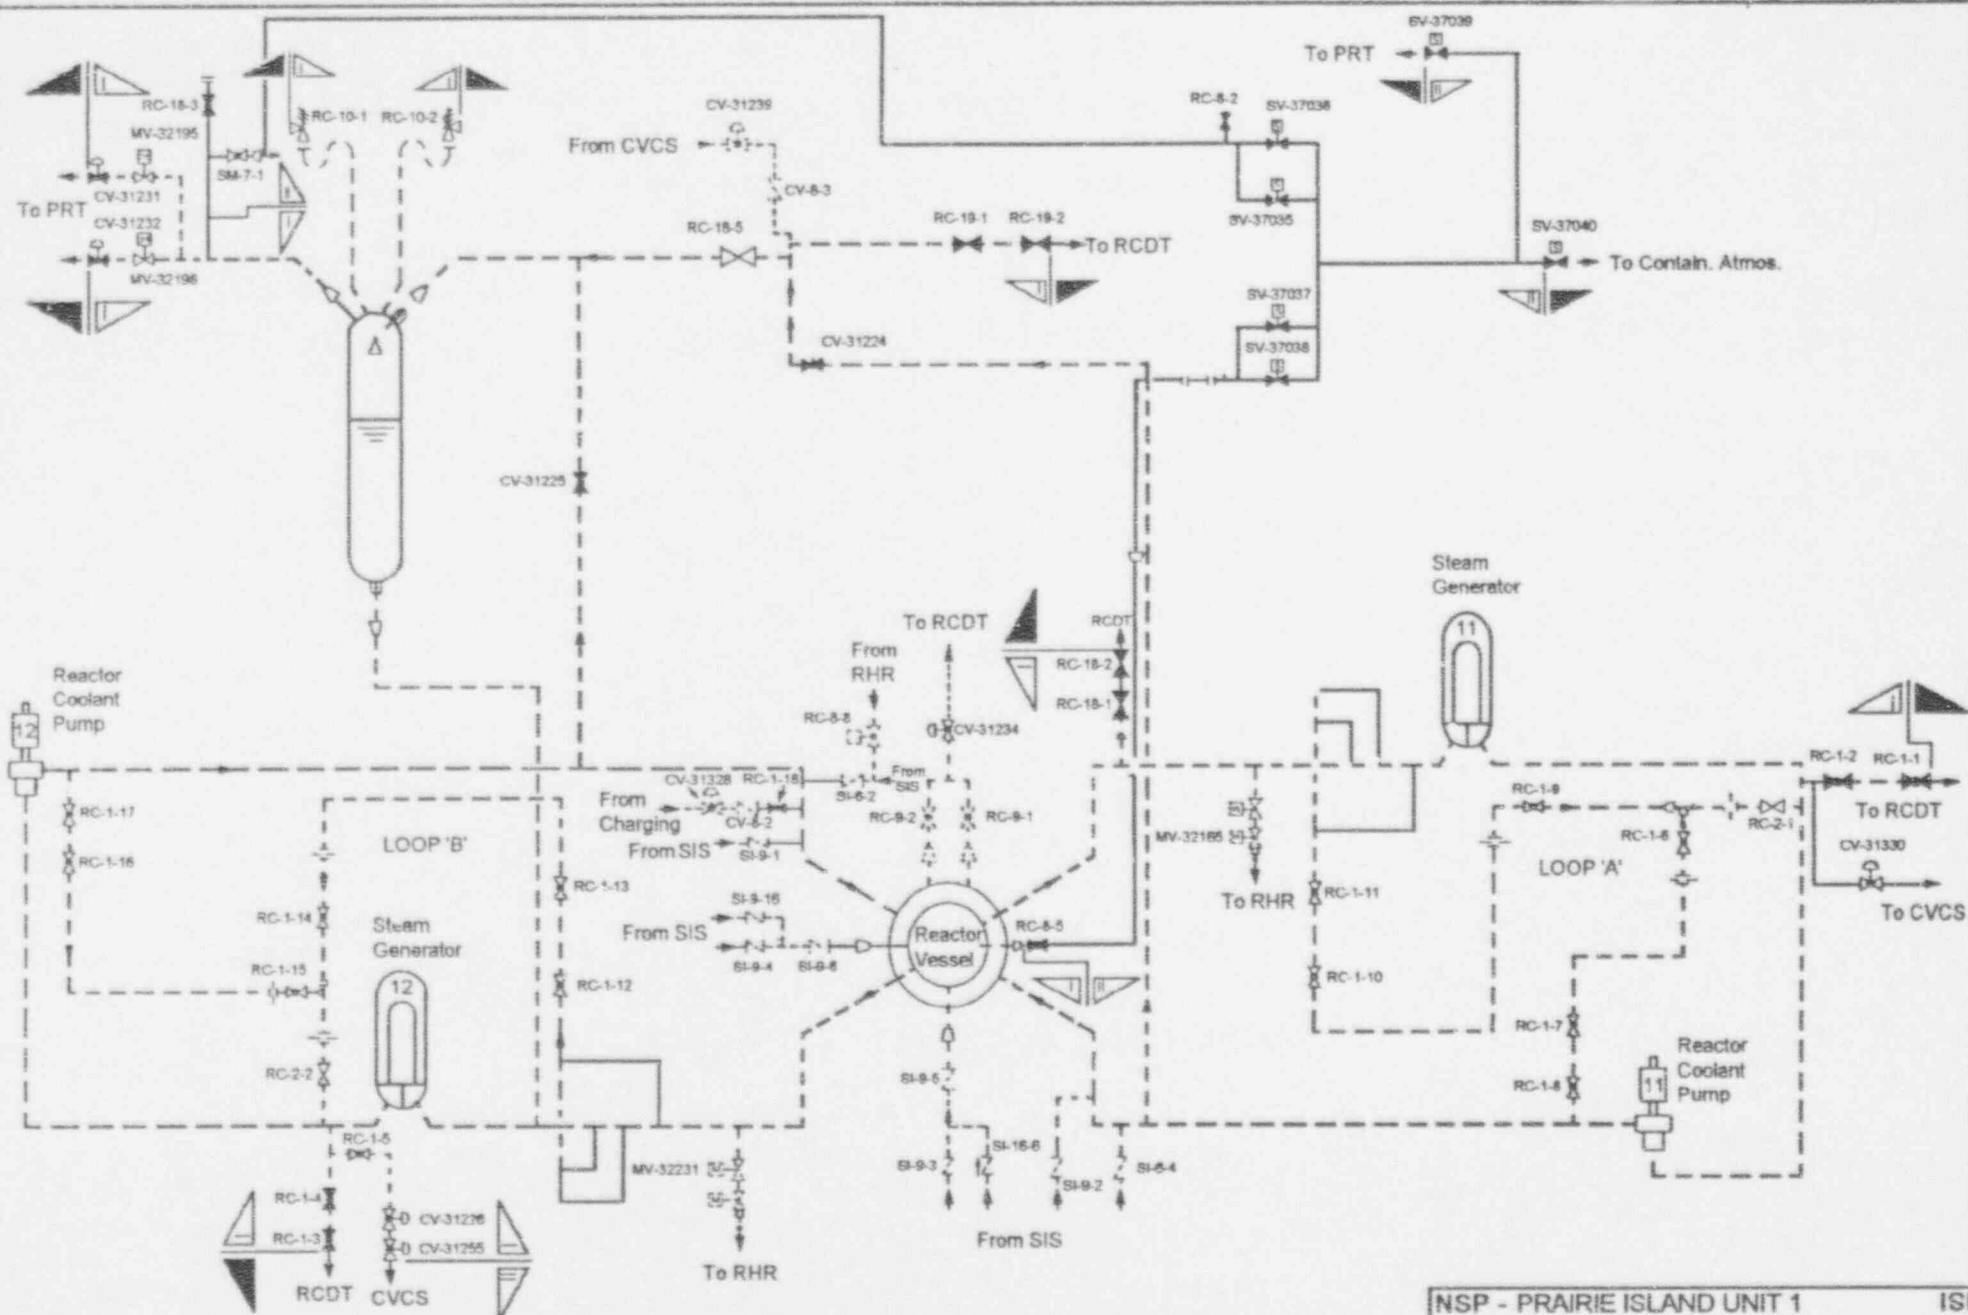 SV-37039
To PRT
RC-18-3
RC-10-1
RC-10-2
CV-31239
RC-8-2
SV-37036
MV-32195
From CVCS
SM-7-1
CV-31231
CV-8-3
SV-37035
To PRT
CV-31232
RC-18-5
RC-19-1
RC-19-2
To RCDT
SV-37040
To Contain. Atmos.
MV-32196
SV-37037
CV-31224
SV-37038
CV-31225
Steam
Generator
11
To RCDT
RCDT
From
RHR
RC-18-2
Reactor
Coolant
Pump
12
RC-18-1
RC-8-8
CV-31234
RC-1-2
RC-1-1
CV-31328
RC-1-18
From
SIS
SI-6-2
From
Charging
CV-8-2
RC-9-2
RC-9-1
RC-1-17
MV-32165
RC-1-9
RC-2-1
To RCDT
LOOP 'B'
From SIS
SI-9-1
RC-1-6
CV-31330
RC-1-16
LOOP 'A'
RC-1-13
RC-1-11
To RHR
SI-9-16
To CVCS
RC-1-14
Steam
Generator
From SIS
Reactor
Vessel
RC-8-5
SI-9-4
SI-9-6
RC-1-15
12
RC-1-12
RC-1-10
RC-1-7
Reactor
Coolant
Pump
11
RC-2-2
SI-9-5
RC-1-8
RC-1-5
SI-16-6
MV-32231
SI-9-3
SI-9-2
SI-6-4
RC-1-4
CV-31226
RC-1-3
CV-31255
From SIS
To RHR
RCDT
CVCS
NSP - PRAIRIE ISLAND UNIT 1